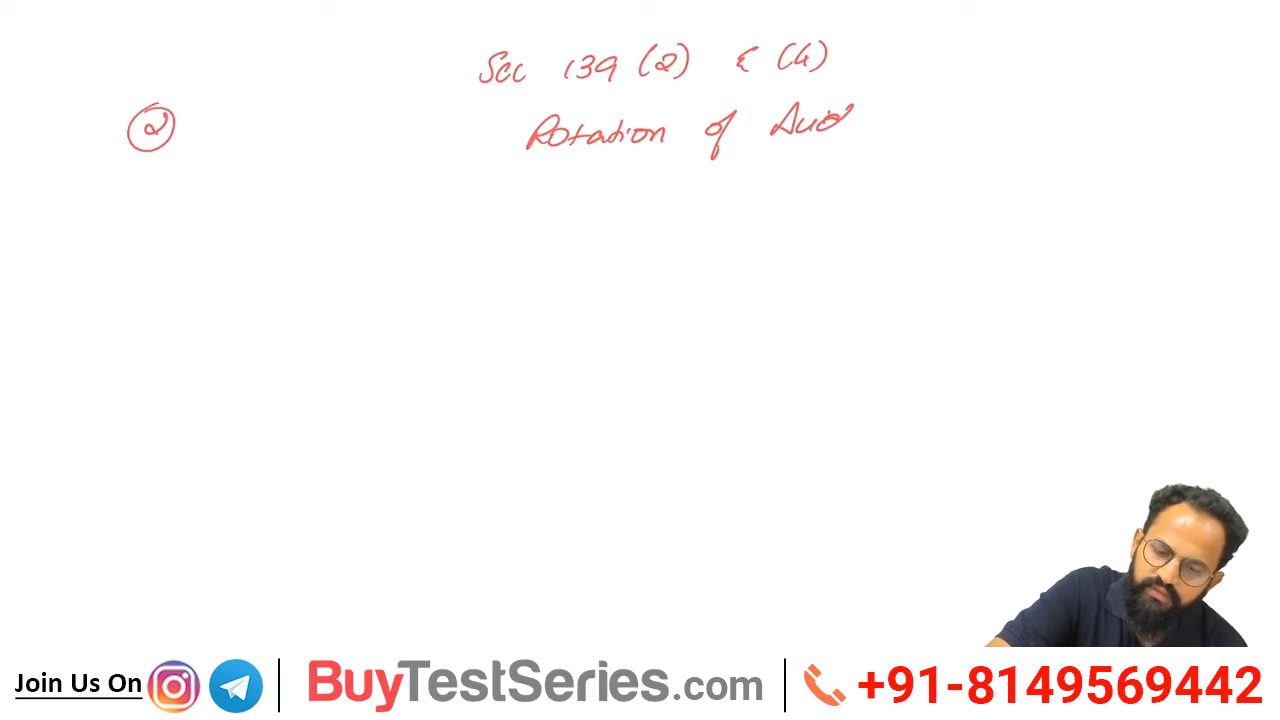 Sec 139 (2) & (4)
② Rotation of Aud
Join Us On BuyTestSeries.com +91-8149569442